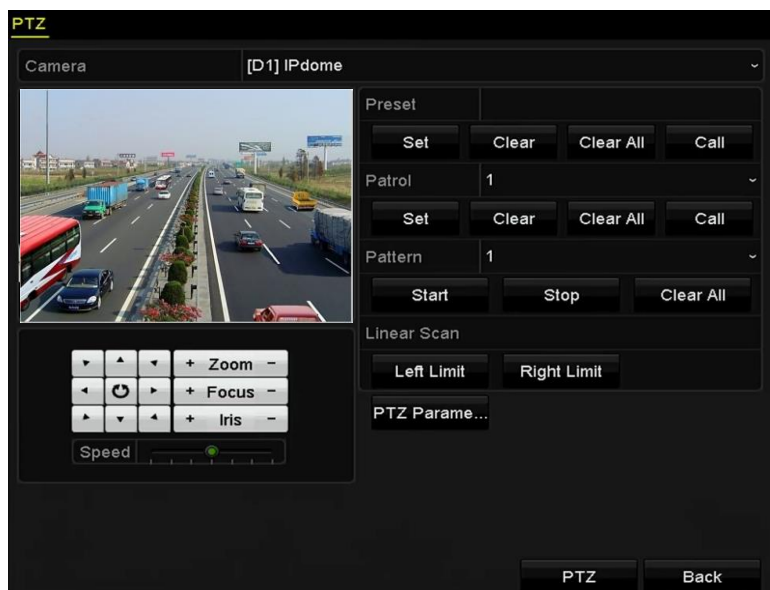 PTZ
Camera [D1] IPdome
Preset
Set Clear Clear All Call
Patrol 1
Set Clear Clear All Call
Pattern 1
Start Stop Clear All
Linear Scan
Left Limit Right Limit
PTZ Parame...
+ Zoom -
+ Focus -
+ Iris -
Speed
PTZ Back